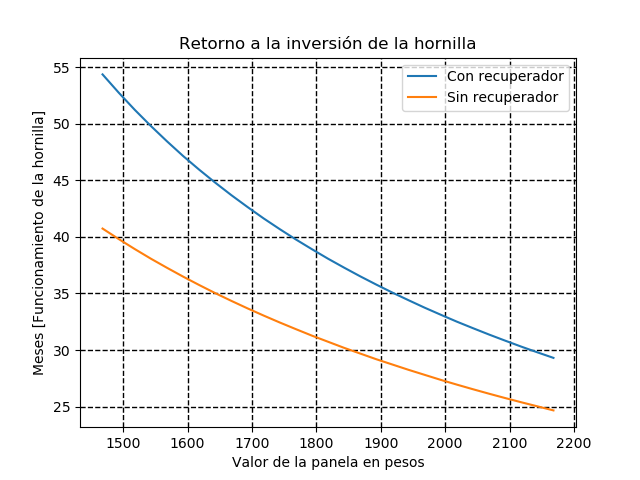 Retorno a la inversión de la hornilla
Con recuperador
Sin recuperador
55
50
45
40
35
30
25
Meses [Funcionamiento de la hornilla]
1500 1600 1700 1800 1900 2000 2100 2200
Valor de la panela en pesos